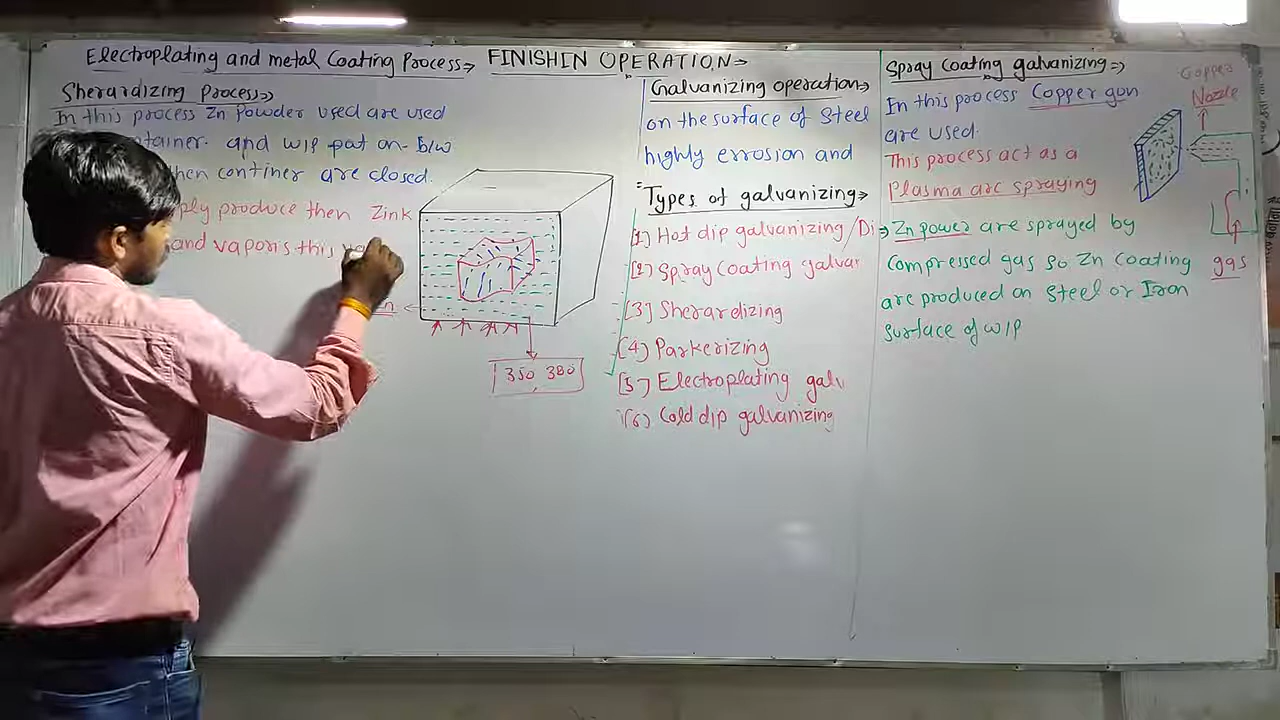 Electroplating and metal Coating Process⇒ FINISHIN OPERATION⇒
Sherardizing Process⇒
In this process Zn Powder used are used
and W/P put on B/W
then continer are closed.
produce then Zink
and vaporis this
350 380
Galvanizing operation⇒
on the surface of steel
highly errosion and
Types of galvanizing⇒
[1] Hot dip galvanizing / Di
[2] Spray Coating galvan
[3] Sherardizing
[4] Parkerizing
[5] Electroplating galv
[6] Cold dip galvanizing
Spray Coating galvanizing⇒
In this process Copper gun
are used.
This process act as a
Plasma arc spraying
⇒ Zn power are sprayed by
Compressed gas so Zn Coating
are produced on Steel or Iron
surface of W/P
Copper
Nozzle
gas